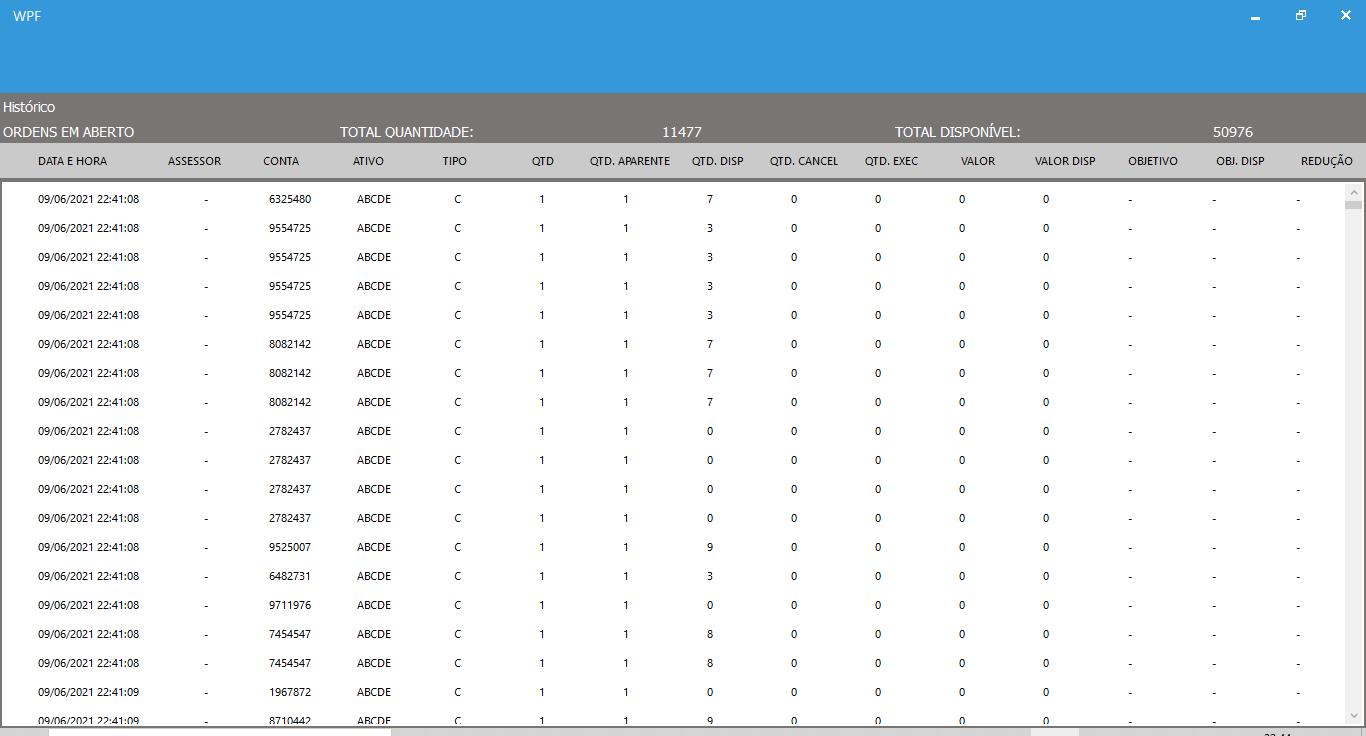 WPF
Histórico
ORDENS EM ABERTO TOTAL QUANTIDADE: 11477 TOTAL DISPONÍVEL: 50976
DATA E HORA ASSESSOR CONTA ATIVO TIPO QTD QTD. APARENTE QTD. DISP QTD. CANCEL QTD. EXEC VALOR VALOR DISP OBJETIVO OBJ. DISP REDUÇÃO
09/06/2021 22:41:08 - 6325480 ABCDE C 1 1 7 0 0 0 0 - - -
09/06/2021 22:41:08 - 9554725 ABCDE C 1 1 3 0 0 0 0 - - -
09/06/2021 22:41:08 - 9554725 ABCDE C 1 1 3 0 0 0 0 - - -
09/06/2021 22:41:08 - 9554725 ABCDE C 1 1 3 0 0 0 0 - - -
09/06/2021 22:41:08 - 9554725 ABCDE C 1 1 3 0 0 0 0 - - -
09/06/2021 22:41:08 - 8082142 ABCDE C 1 1 7 0 0 0 0 - - -
09/06/2021 22:41:08 - 8082142 ABCDE C 1 1 7 0 0 0 0 - - -
09/06/2021 22:41:08 - 8082142 ABCDE C 1 1 7 0 0 0 0 - - -
09/06/2021 22:41:08 - 2782437 ABCDE C 1 1 0 0 0 0 0 - - -
09/06/2021 22:41:08 - 2782437 ABCDE C 1 1 0 0 0 0 0 - - -
09/06/2021 22:41:08 - 2782437 ABCDE C 1 1 0 0 0 0 0 - - -
09/06/2021 22:41:08 - 2782437 ABCDE C 1 1 0 0 0 0 0 - - -
09/06/2021 22:41:08 - 9525007 ABCDE C 1 1 9 0 0 0 0 - - -
09/06/2021 22:41:08 - 6482731 ABCDE C 1 1 3 0 0 0 0 - - -
09/06/2021 22:41:08 - 9711976 ABCDE C 1 1 0 0 0 0 0 - - -
09/06/2021 22:41:08 - 7454547 ABCDE C 1 1 8 0 0 0 0 - - -
09/06/2021 22:41:08 - 7454547 ABCDE C 1 1 8 0 0 0 0 - - -
09/06/2021 22:41:09 - 1967872 ABCDE C 1 1 0 0 0 0 0 - - -
09/06/2021 22:41:09 - 8710442 ABCDE C 1 1 9 0 0 0 0 - - -